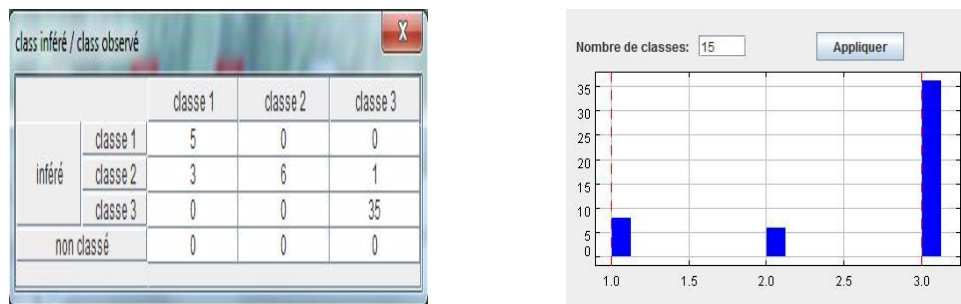 class inféré / class observé
X
classe 1 classe 2 classe 3
inféré classe 1 5 0 0
classe 2 3 6 1
classe 3 0 0 35
non classé 0 0 0
Nombre de classes: 15 Appliquer
35
30
25
20
15
10
5
0
1.0 1.5 2.0 2.5 3.0